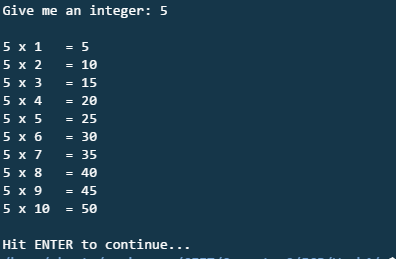 Give me an integer: 5
5 x 1   = 5
5 x 2   = 10
5 x 3   = 15
5 x 4   = 20
5 x 5   = 25
5 x 6   = 30
5 x 7   = 35
5 x 8   = 40
5 x 9   = 45
5 x 10  = 50
Hit ENTER to continue...